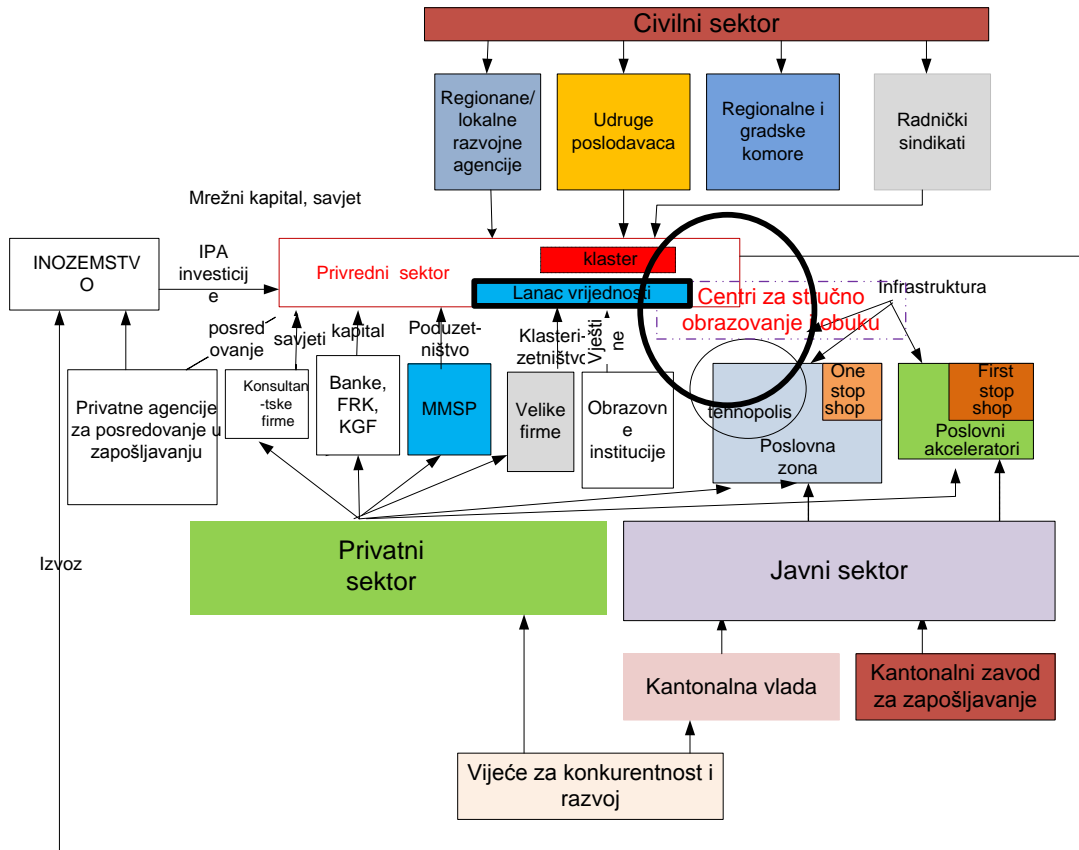 Civilni sektor
Regionane/
lokalne
razvojne
agencije
Udruge
poslodavaca
Regionalne i
gradske
komore
Radnički
sindikati
Mrežni kapital, savjet
INOZEMSTV
O
IPA
investicij
e
Privredni sektor
klaster
Lanac vrijednosti
Centri za stručno
obrazovanje i obuku
Infrastruktura
posred
ovanje
savjeti
kapital
Poduzet-
ništvo
Klasteri-
zetništvo
Vješti
ne
Privatne agencije
za posredovanje u
zapošljavanju
Konsultan
-tske
firme
Banke,
FRK,
KGF
MMSP
Velike
firme
Obrazovn
e
institucije
tehnopolis
One
stop
shop
Poslovna
zona
First
stop
shop
Poslovni
akceleratori
Izvoz
Privatni
sektor
Javni sektor
Kantonalna vlada
Kantonalni zavod
za zapošljavanje
Vijeće za konkurentnost i
razvoj